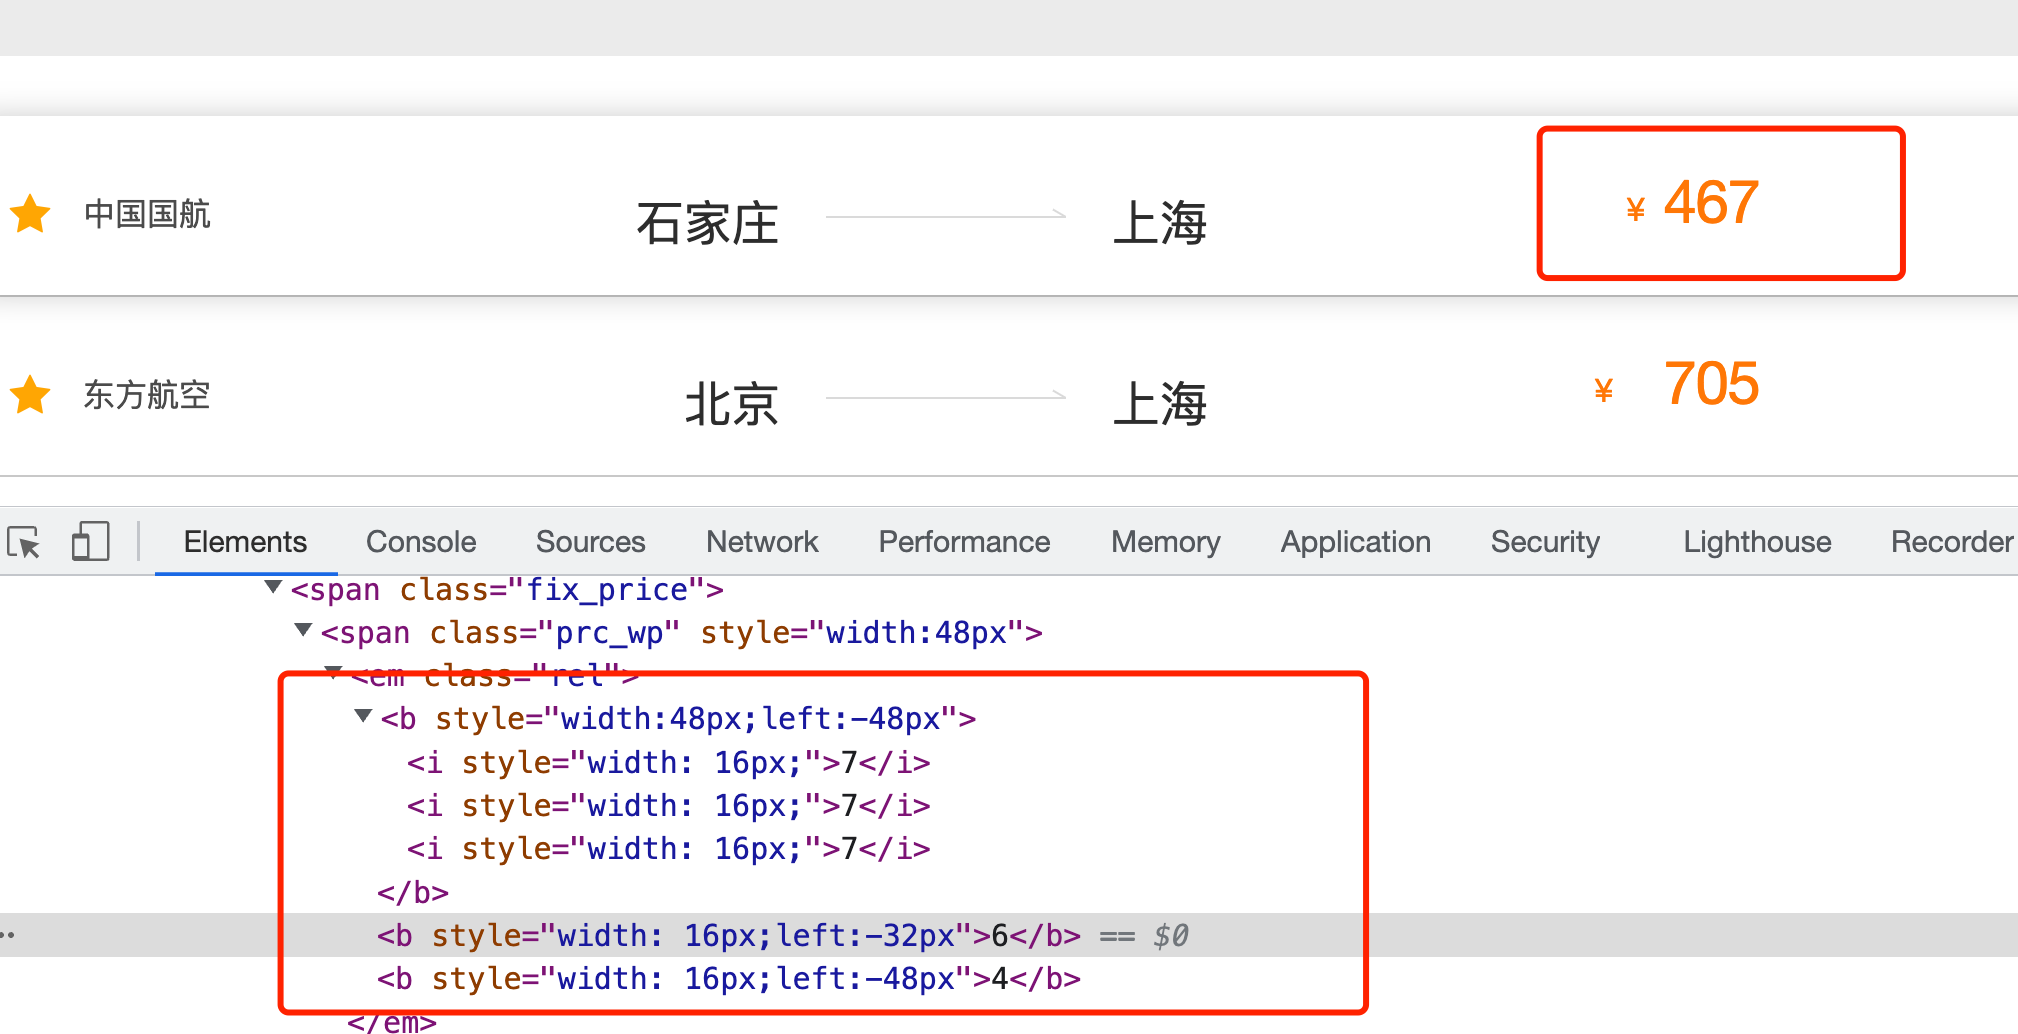 中国国航 石家庄 上海 ¥ 467
东方航空 北京 上海 ¥ 705
Elements Console Sources Network Performance Memory Application Security Lighthouse Recorder
<span class="fix_price">
<span class="prc_wp" style="width:48px">
<em class="rel">
<b style="width:48px;left:-48px">
<i style="width: 16px;">7</i>
<i style="width: 16px;">7</i>
<i style="width: 16px;">7</i>
</b>
<b style="width: 16px;left:-32px">6</b> == $0
<b style="width: 16px;left:-48px">4</b>
</em>